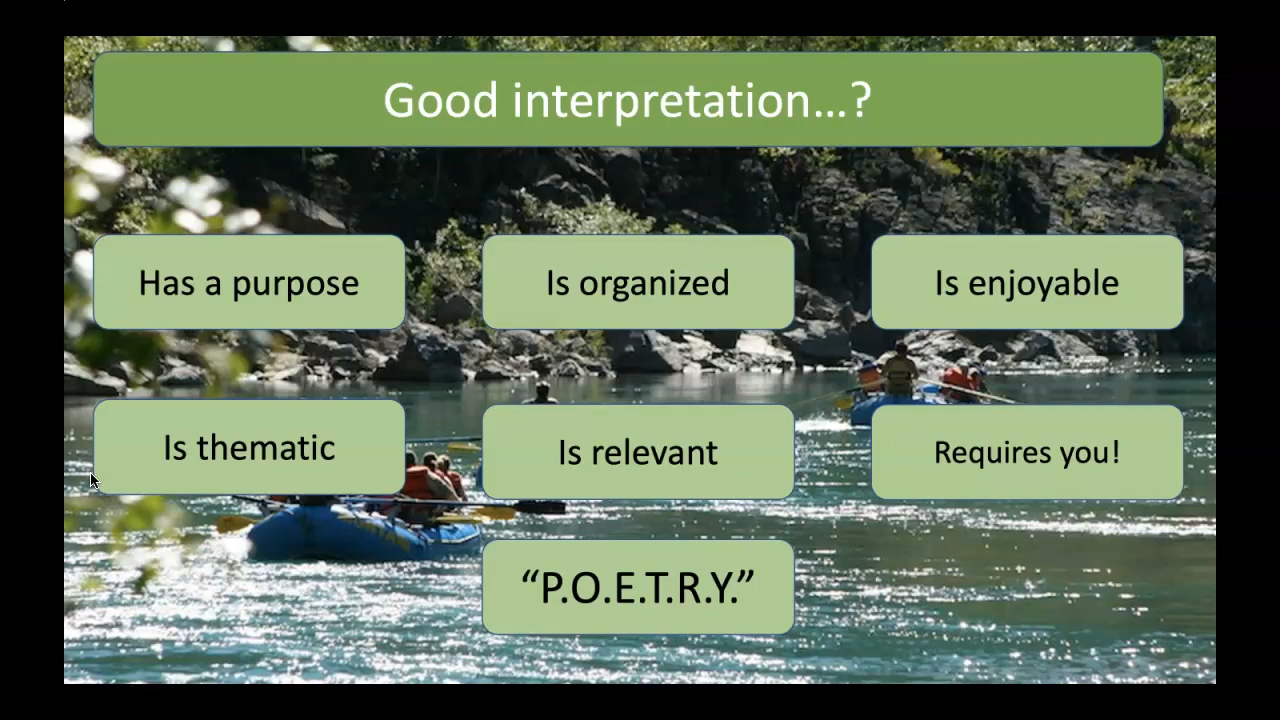 Good interpretation...?
Has a purpose
Is organized
Is enjoyable
Is thematic
Is relevant
Requires you!
“P.O.E.T.R.Y.”